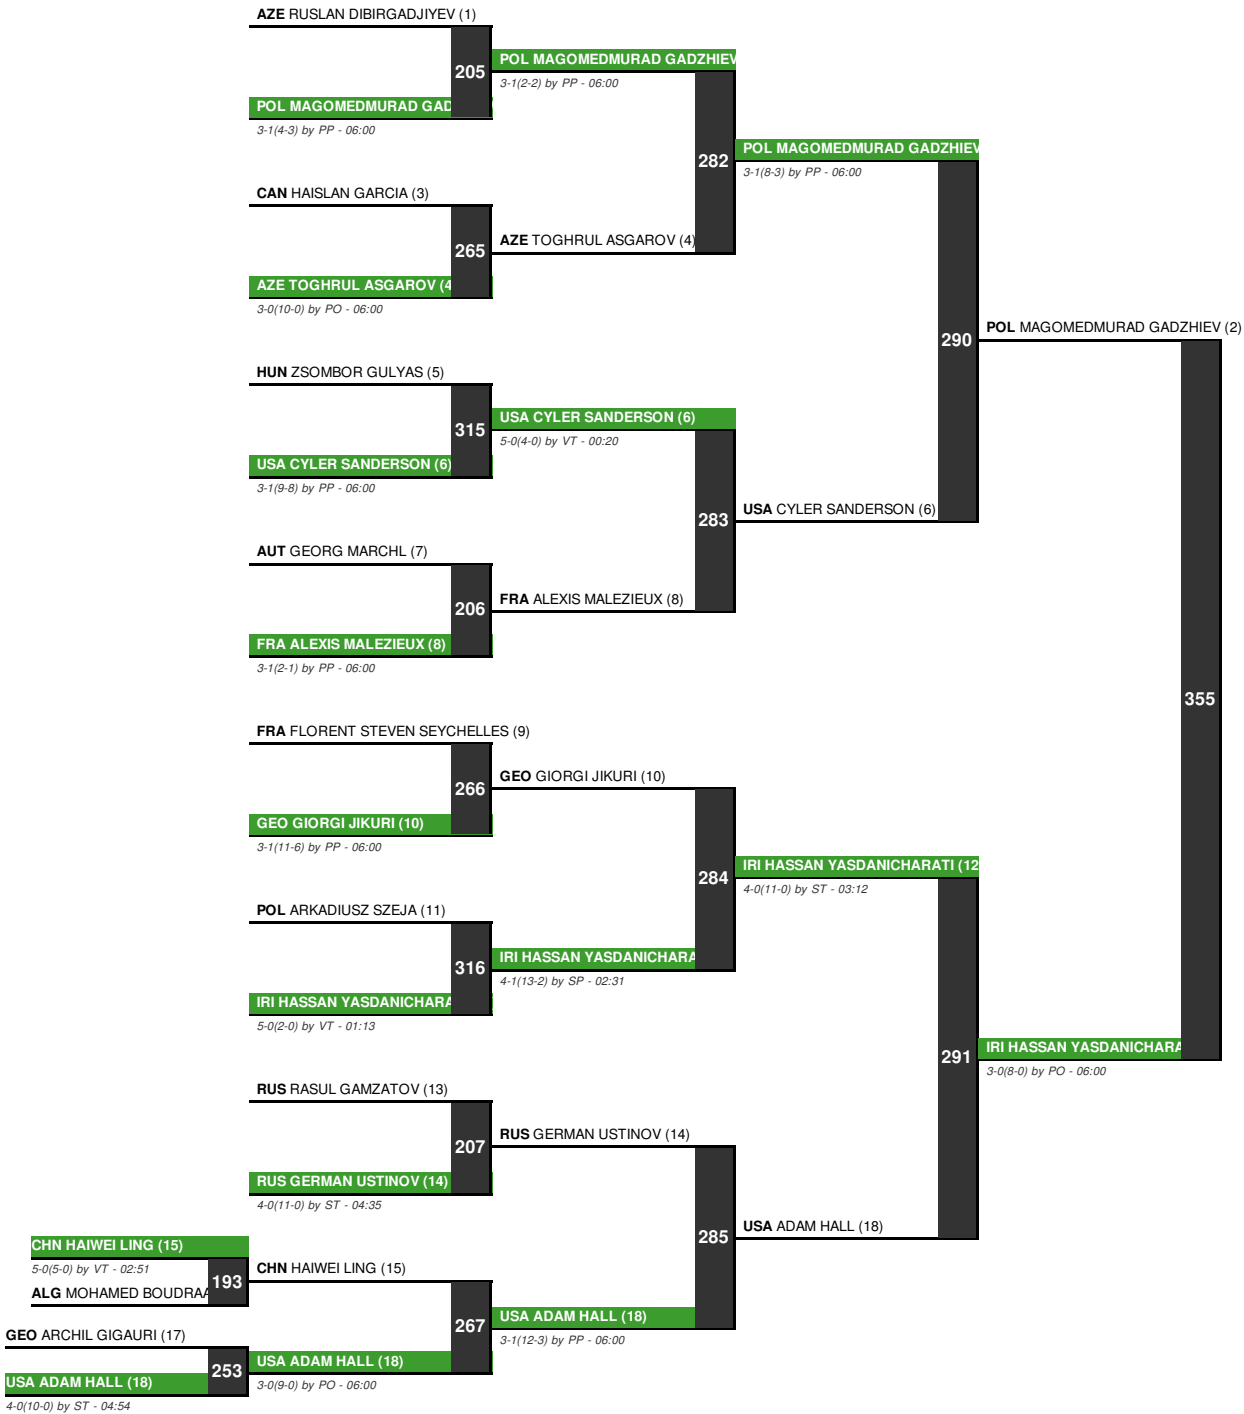 AZE RUSLAN DIBIRGADJIYEV (1)
205
POL MAGOMEDMURAD GADZHIEV
3-1(2-2) by PP - 06:00
POL MAGOMEDMURAD GAD
3-1(4-3) by PP - 06:00
282
POL MAGOMEDMURAD GADZHIEV
3-1(8-3) by PP - 06:00
CAN HAISLAN GARCIA (3)
265
AZE TOGHRUL ASGAROV (4)
AZE TOGHRUL ASGAROV (4
3-0(10-0) by PO - 06:00
290
POL MAGOMEDMURAD GADZHIEV (2)
HUN ZSOMBOR GULYAS (5)
315
USA CYLER SANDERSON (6)
5-0(4-0) by VT - 00:20
USA CYLER SANDERSON (6)
3-1(9-8) by PP - 06:00
283
USA CYLER SANDERSON (6)
AUT GEORG MARCHL (7)
206
FRA ALEXIS MALEZIEUX (8)
FRA ALEXIS MALEZIEUX (8)
3-1(2-1) by PP - 06:00
355
FRA FLORENT STEVEN SEYCHELLES (9)
266
GEO GIORGI JIKURI (10)
GEO GIORGI JIKURI (10)
3-1(11-6) by PP - 06:00
284
IRI HASSAN YASDANICHARATI (12
4-0(11-0) by ST - 03:12
POL ARKADIUSZ SZEJA (11)
316
IRI HASSAN YASDANICHARA
4-1(13-2) by SP - 02:31
IRI HASSAN YASDANICHARA
5-0(2-0) by VT - 01:13
291
IRI HASSAN YASDANICHARA
3-0(8-0) by PO - 06:00
RUS RASUL GAMZATOV (13)
207
RUS GERMAN USTINOV (14)
RUS GERMAN USTINOV (14)
4-0(11-0) by ST - 04:35
285
USA ADAM HALL (18)
CHN HAIWEI LING (15)
5-0(5-0) by VT - 02:51
193
CHN HAIWEI LING (15)
ALG MOHAMED BOUDRAA
267
USA ADAM HALL (18)
3-1(12-3) by PP - 06:00
GEO ARCHIL GIGAURI (17)
253
USA ADAM HALL (18)
3-0(9-0) by PO - 06:00
USA ADAM HALL (18)
4-0(10-0) by ST - 04:54